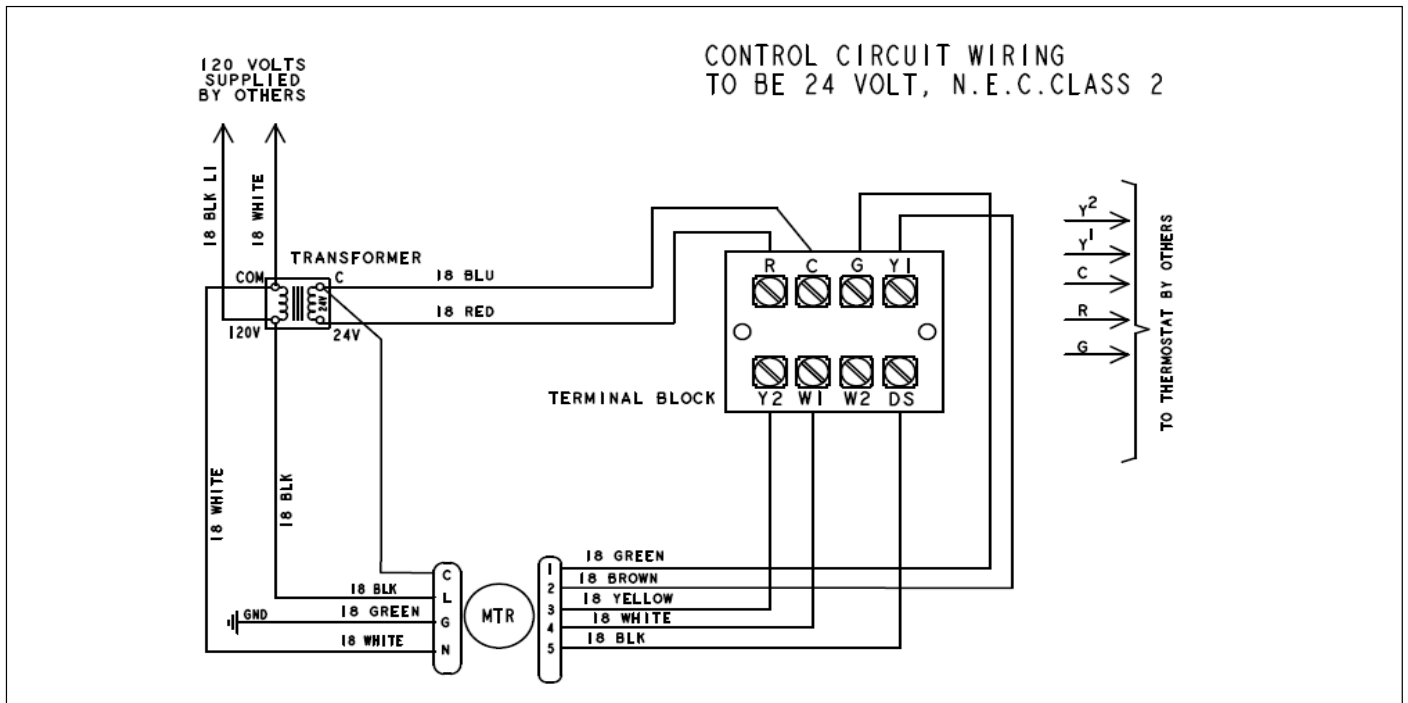 120 VOLTS
SUPPLIED
BY OTHERS
CONTROL CIRCUIT WIRING
TO BE 24 VOLT, N.E.C.CLASS 2
18 BLK L1
18 WHITE
TRANSFORMER
COM
C
24V
120V
24V
18 BLU
18 RED
R C G Y1
Y2 W1 W2 DS
TERMINAL BLOCK
Y2
Y1
C
R
G
TO THERMOSTAT BY OTHERS
18 WHITE
18 BLK
18 BLK
18 GREEN
GND
18 WHITE
C
L
G
N
MTR
1
2
3
4
5
18 GREEN
18 BROWN
18 YELLOW
18 WHITE
18 BLK